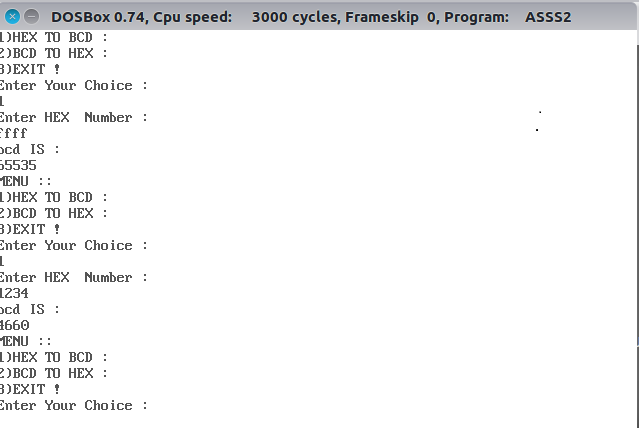 DOSBox 0.74, Cpu speed: 3000 cycles, Frameskip 0, Program: ASSS2
1)HEX TO BCD :
2)BCD TO HEX :
3)EXIT !
Enter Your Choice :
1
Enter HEX Number :
ffff
bcd IS :
65535
MENU ::
1)HEX TO BCD :
2)BCD TO HEX :
3)EXIT !
Enter Your Choice :
1
Enter HEX Number :
1234
bcd IS :
4660
MENU ::
1)HEX TO BCD :
2)BCD TO HEX :
3)EXIT !
Enter Your Choice :